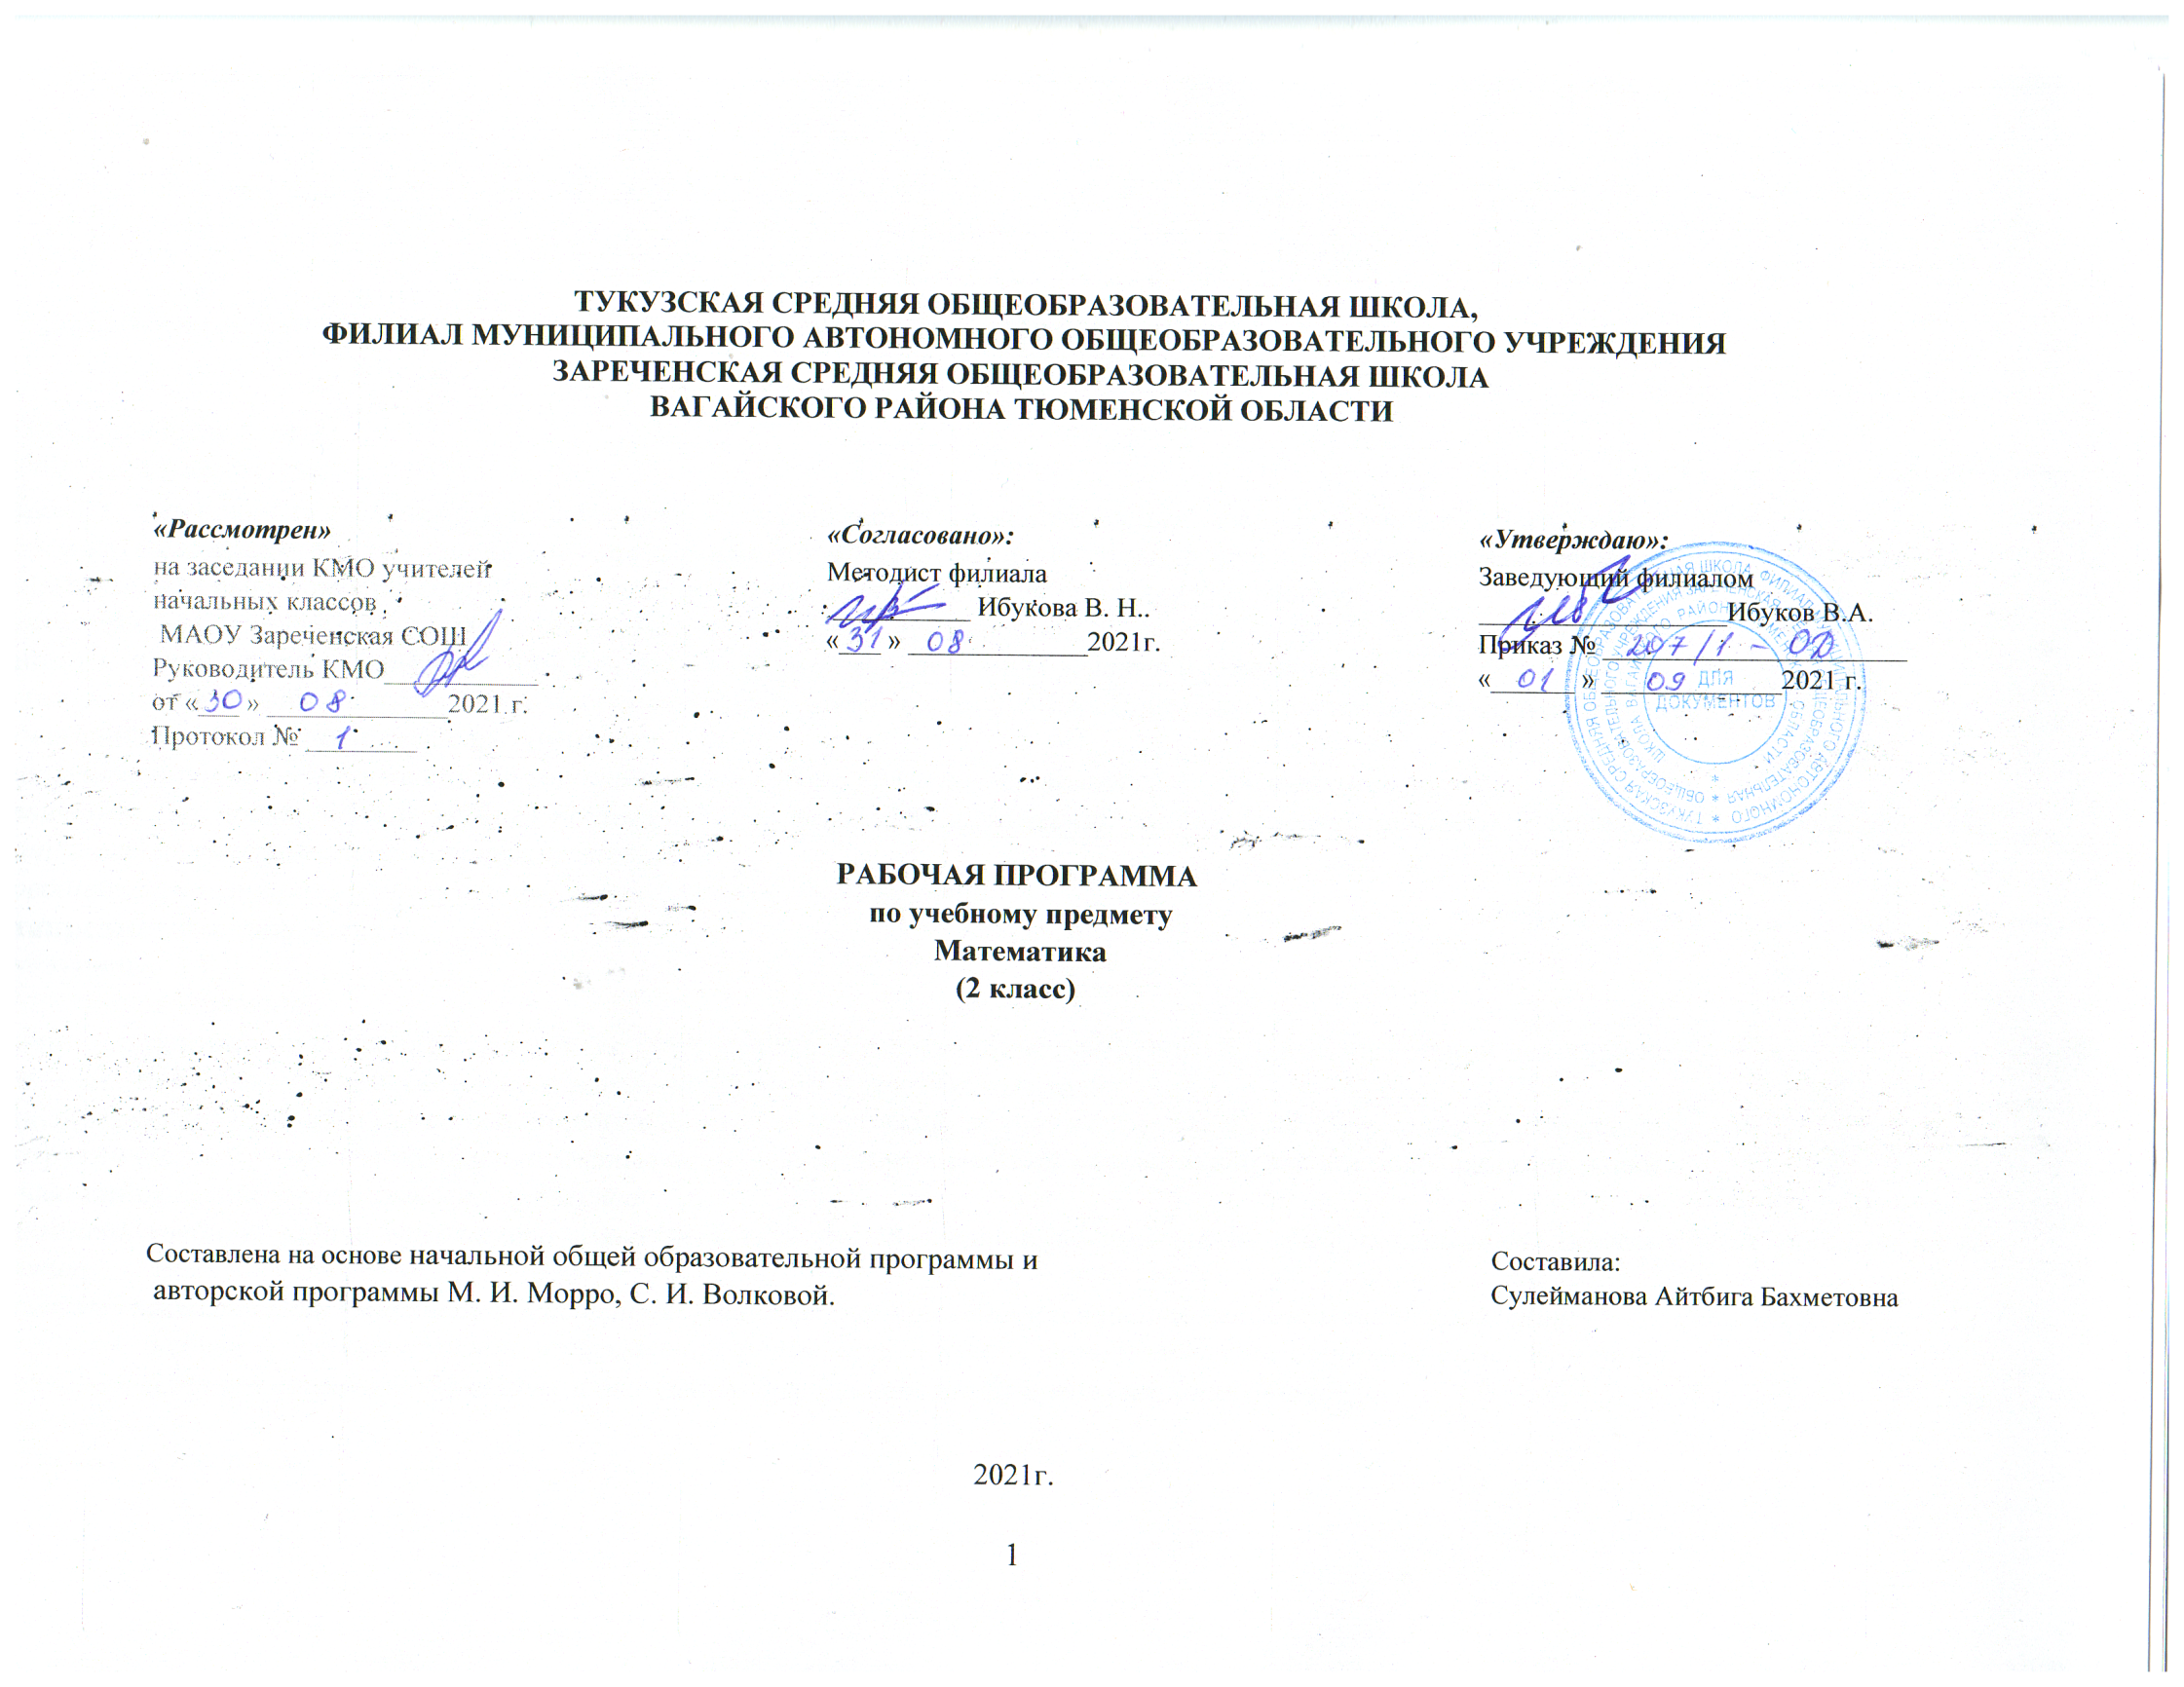 ТУКУЗСКАЯ СРЕДНЯЯ ОБЩЕОБРАЗОВАТЕЛЬНАЯ ШКОЛА,
ФИЛИАЛ МУНИЦИПАЛЬНОГО АВТОНОМНОГО ОБЩЕОБРАЗОВАТЕЛЬНОГО УЧРЕЖДЕНИЯ
ЗАРЕЧЕНСКАЯ СРЕДНЯЯ ОБЩЕОБРАЗОВАТЕЛЬНАЯ ШКОЛА
ВАГАЙСКОГО РАЙОНА ТЮМЕНСКОЙ ОБЛАСТИ
«Рассмотрен»
на заседании КМО учителей
начальных классов
МАОУ Зареченская СОШ
Руководитель КМО___________
от «30» 08 2021 г.
Протокол № 1
«Согласовано»:
Методист филиала
__________ Ибукова В. Н..
«31» 08 2021г.
«Утверждаю»:
Заведующий филиалом
__________ Ибуков В.А.
Приказ № 207/1 - ОД
« 01 » 09 2021 г.
ДЛЯ
ДОКУМЕНТОВ
РАБОЧАЯ ПРОГРАММА
по учебному предмету
Математика
(2 класс)
Составлена на основе начальной общей образовательной программы и
авторской программы М. И. Морро, С. И. Волковой.
Составила:
Сулейманова Айтбига Бахметовна
2021г.
1